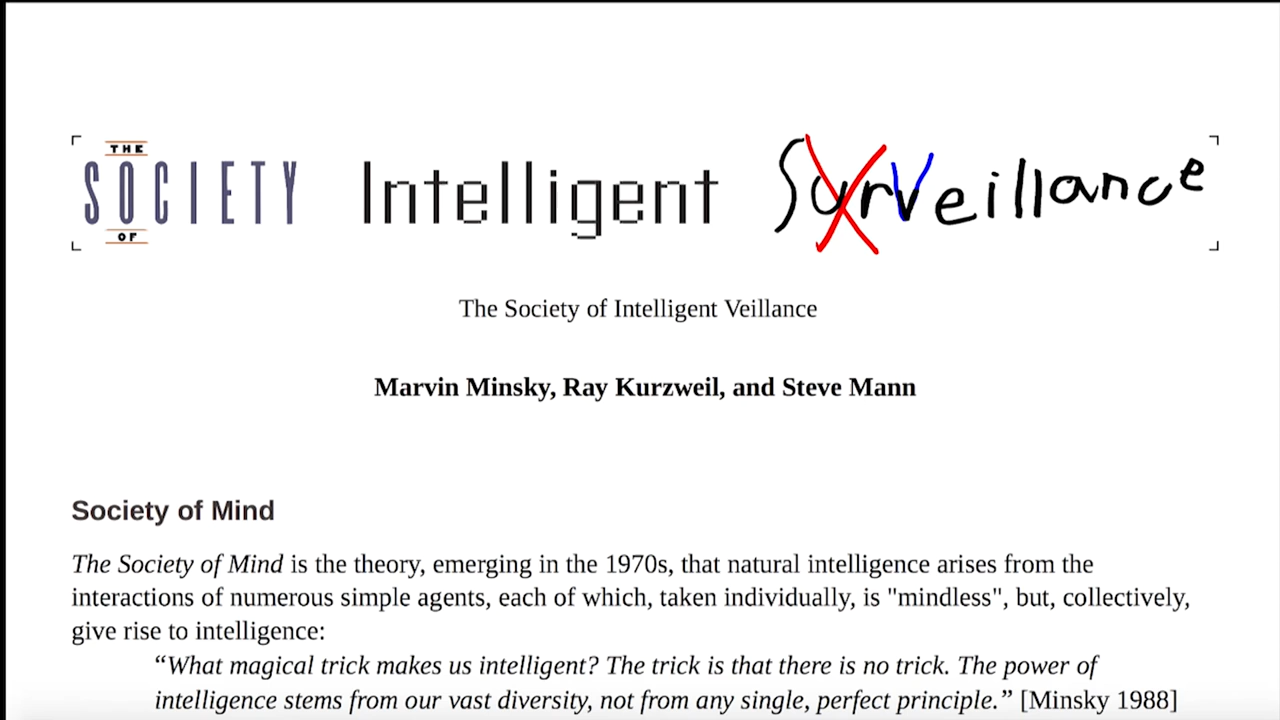 THE SOCIETY OF Intelligent SurVeillance
The Society of Intelligent Veillance
Marvin Minsky, Ray Kurzweil, and Steve Mann
Society of Mind
The Society of Mind is the theory, emerging in the 1970s, that natural intelligence arises from the
interactions of numerous simple agents, each of which, taken individually, is "mindless", but, collectively,
give rise to intelligence:
“What magical trick makes us intelligent? The trick is that there is no trick. The power of
intelligence stems from our vast diversity, not from any single, perfect principle.” [Minsky 1988]